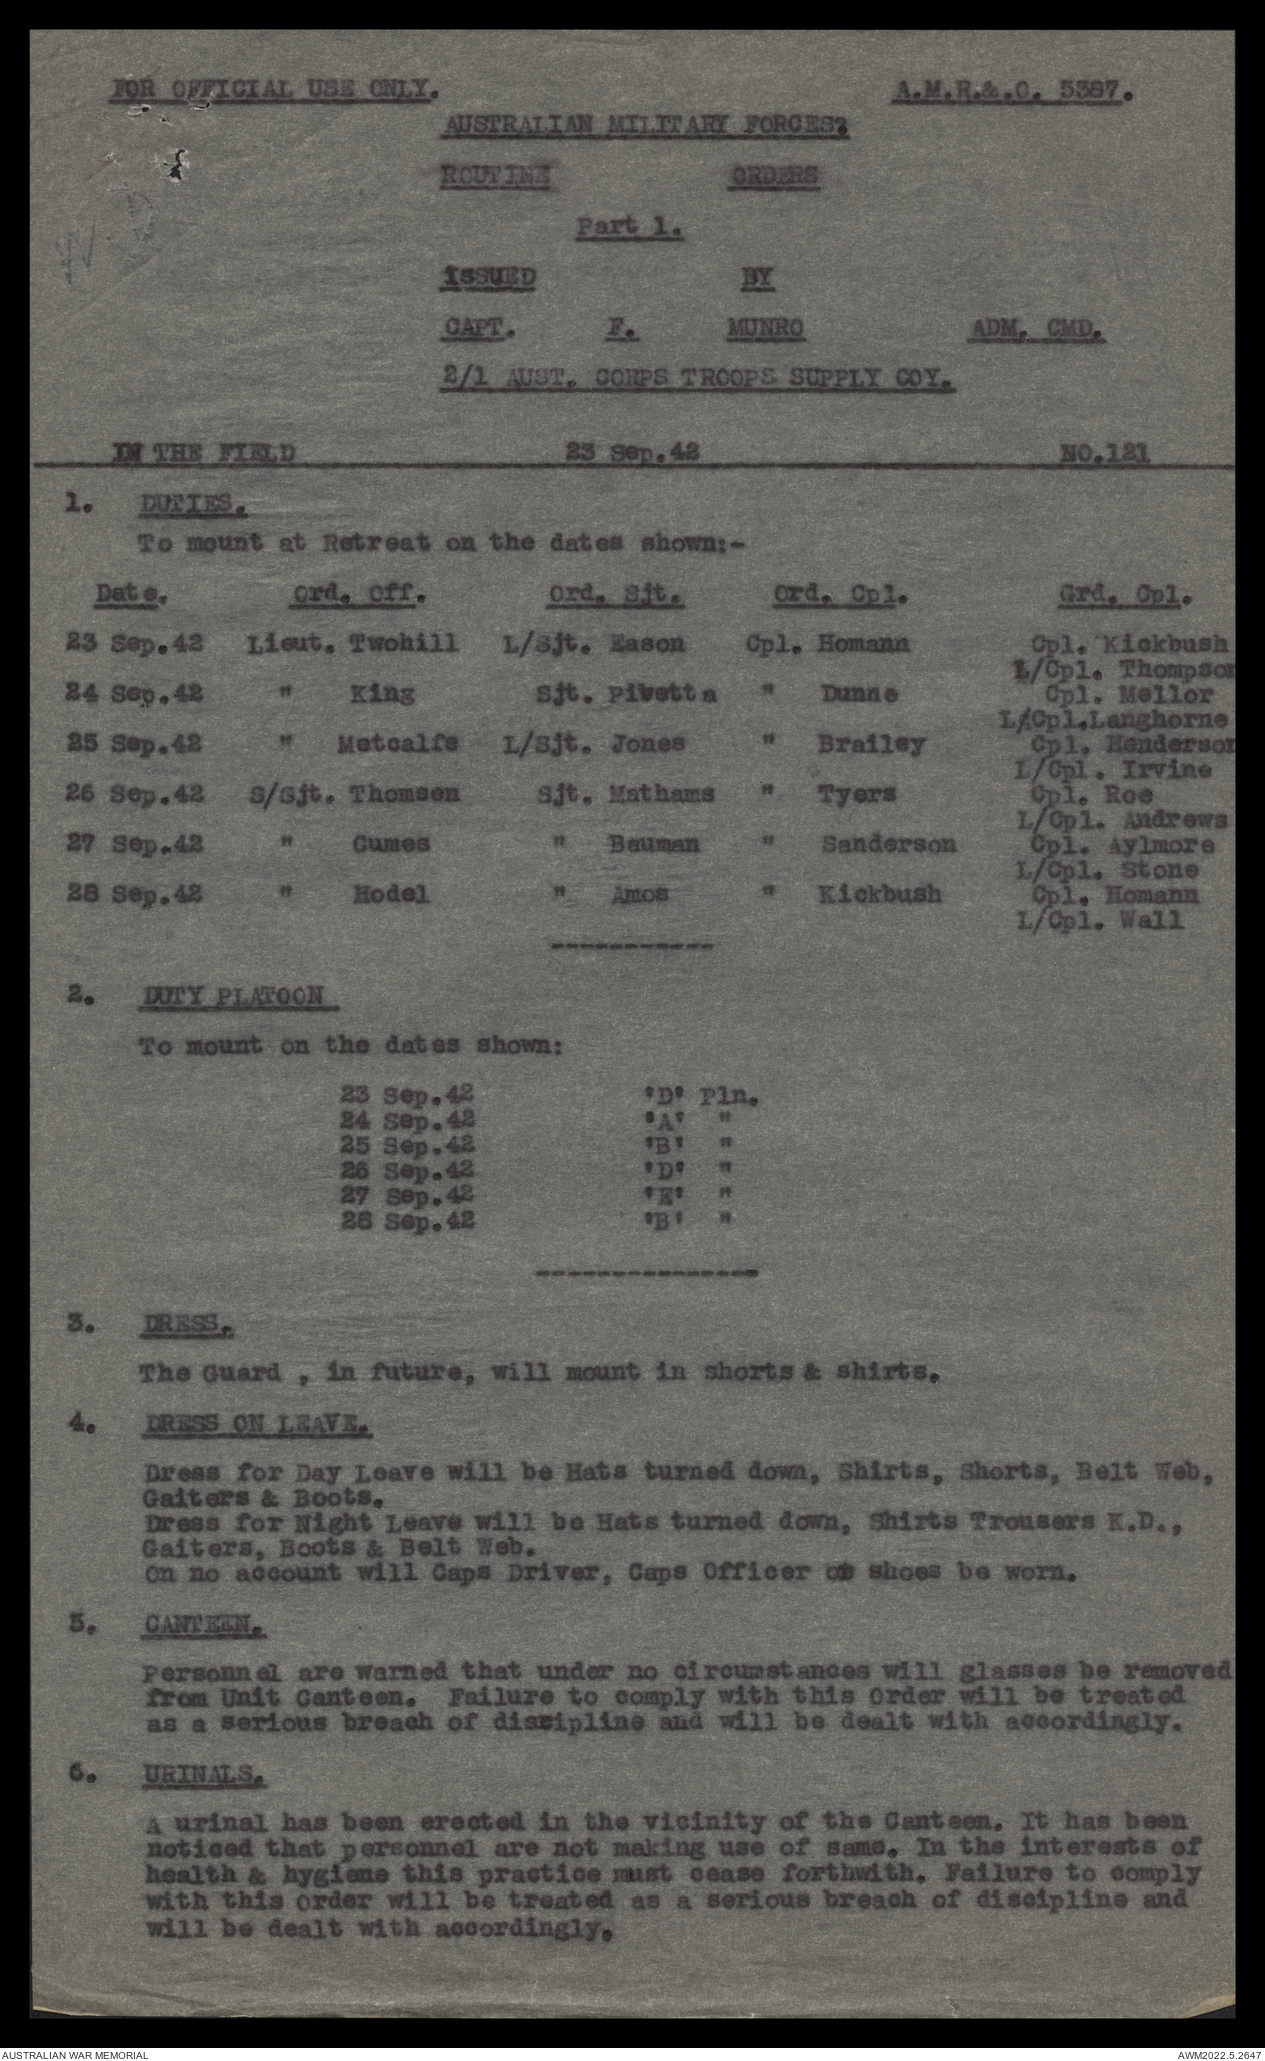 FOR OFFICIAL USE ONLY. A.M.R.&.O. 5387.
AUSTRALIAN MILITARY FORCES?
ROUTINE ORDERS
Part 1.
ISSUED BY
CAPT. F. MUNRO ADM. CMD.
2/1 AUST. CORPS TROOPS SUPPLY COY.
IN THE FIELD 23 Sep.42 NO.121
1. DUTIES.
To mount at Retreat on the dates shown:-
Date. Ord. Off. Ord. Sjt. Ord. Cpl. Grd. Cpl.
23 Sep.42 Lieut. Twohill L/Sjt. Eason Cpl. Homann Cpl. Kickbush
L/Cpl. Thompson
24 Sep.42 " King Sjt. Pivetta " Dunne Cpl. Mellor
L/Cpl.Langhorne
25 Sep.42 " Metcalfe L/Sjt. Jones " Brailey Cpl. Henderson
L/Cpl. Irvine
26 Sep.42 S/Sjt. Thomsen Sjt. Mathams " Tyers Cpl. Roe
L/Cpl. Andrews
27 Sep.42 " Cumes " Bauman " Sanderson Cpl. Aylmore
L/Cpl. Stone
28 Sep.42 " Hodel " Amos " Kickbush Cpl. Homann
L/Cpl. Wall
-----------
2. DUTY PLATOON
To mount on the dates shown:
23 Sep.42 'D' Pln.
24 Sep.42 'A' "
25 Sep.42 'B' "
26 Sep.42 'D' "
27 Sep.42 'E' "
28 Sep.42 'B' "
---------------
3. DRESS.
The Guard , in future, will mount in shorts & shirts.
4. DRESS ON LEAVE.
Dress for Day Leave will be Hats turned down, Shirts, Shorts, Belt Web,
Gaiters & Boots.
Dress for Night Leave will be Hats turned down, Shirts Trousers K.D.,
Gaiters, Boots & Belt Web.
On no account will Caps Driver, Caps Officer or shoes be worn.
5. CANTEEN.
Personnel are warned that under no circumstances will glasses be removed
from Unit Canteen. Failure to comply with this Order will be treated
as a serious breach of discipline and will be dealt with accordingly.
6. URINALS.
A urinal has been erected in the vicinity of the Canteen. It has been
noticed that personnel are not making use of same. In the interests of
health & hygiene this practice must cease forthwith. Failure to comply
with this Order will be treated as a serious breach of discipline and
will be dealt with accordingly.
AUSTRALIAN WAR MEMORIAL AWM2022.5.2647